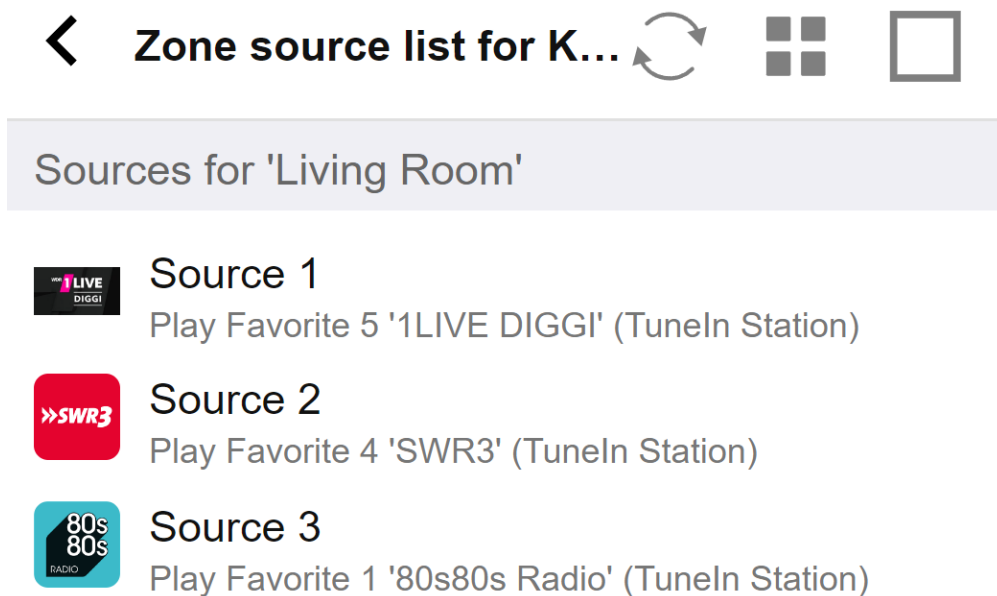 Zone source list for K...
Sources for 'Living Room'
WDR 1LIVE
DIGGI
Source 1
Play Favorite 5 '1LIVE DIGGI' (TuneIn Station)
SWR3
Source 2
Play Favorite 4 'SWR3' (TuneIn Station)
80s
80s
RADIO
Source 3
Play Favorite 1 '80s80s Radio' (TuneIn Station)